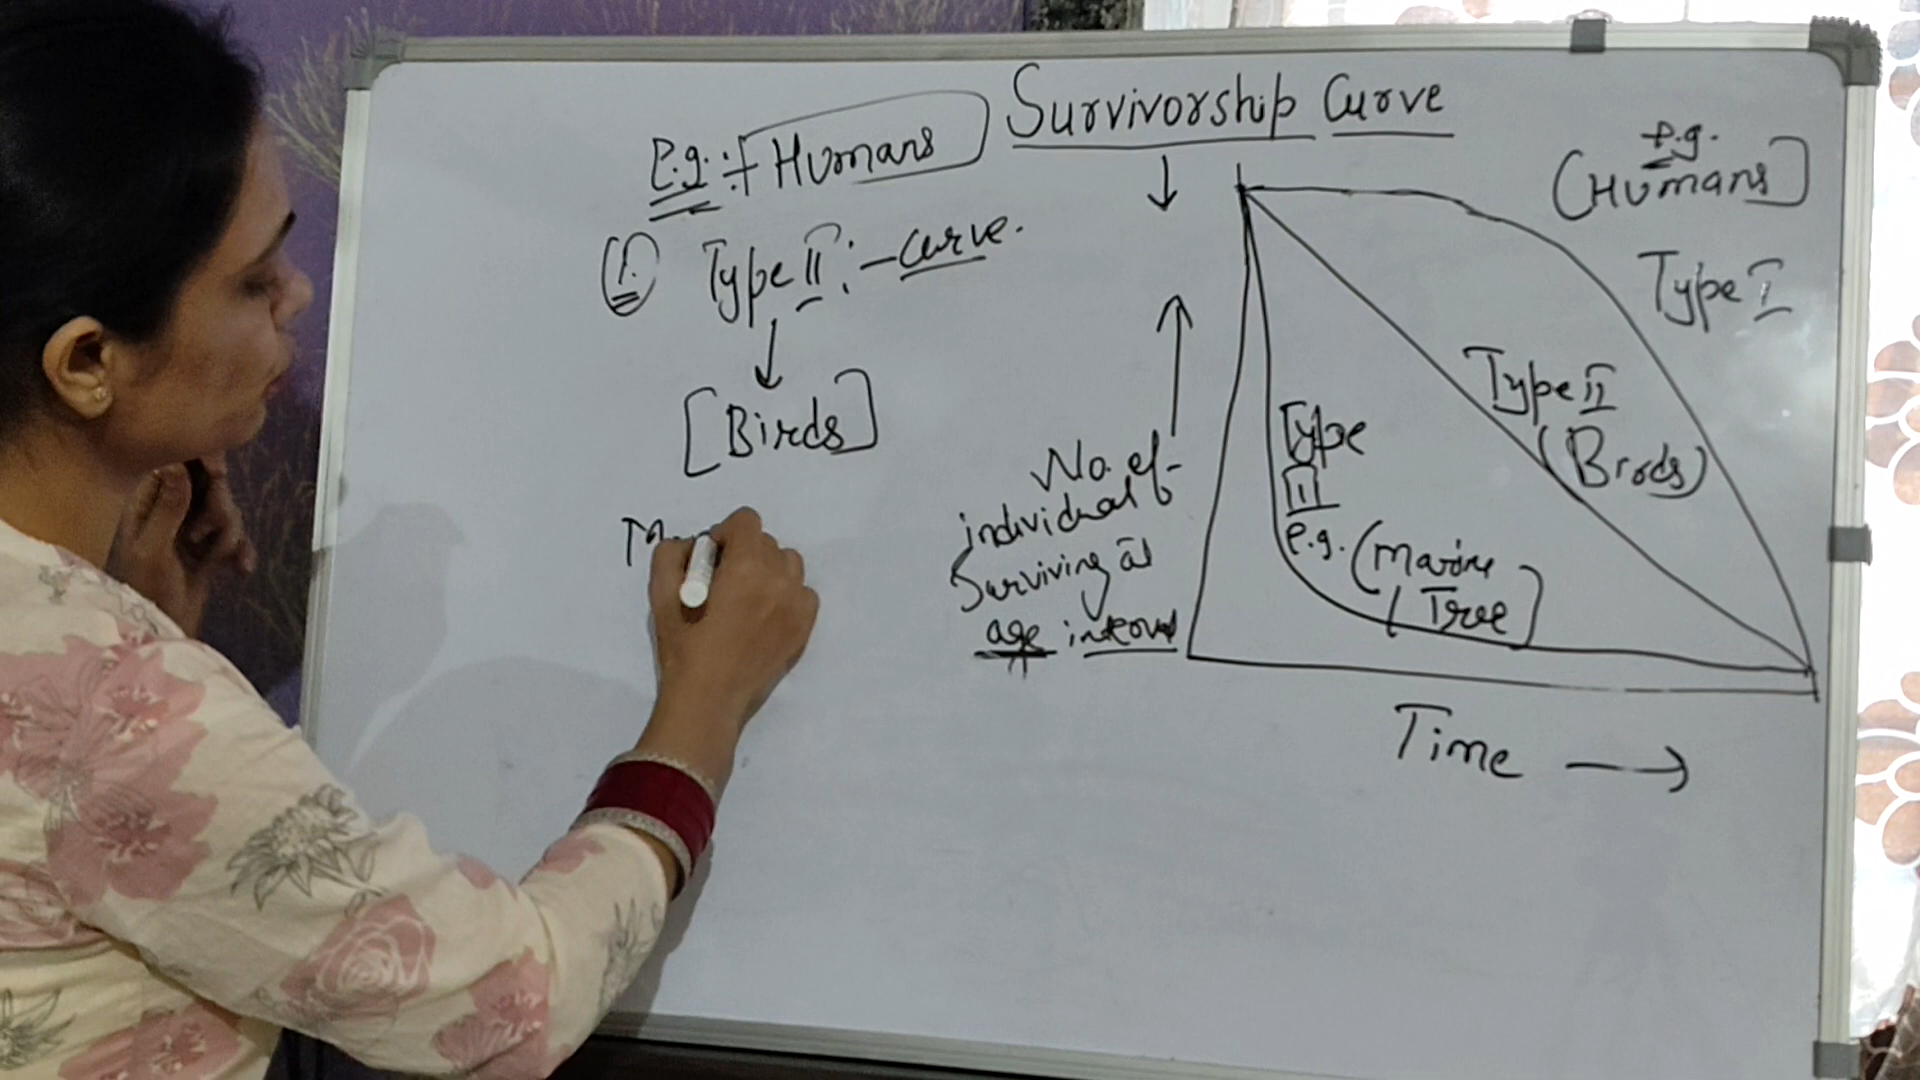 Survivorship Curve
e.g. :- Humans
1. Type II :- curve.
[Birds]
No. of
individual
Surviving at
age interval
e.g.
(Humans)
Type I
Type II
(Birds)
Type
III
e.g. (Marine
/ Tree)
Time →